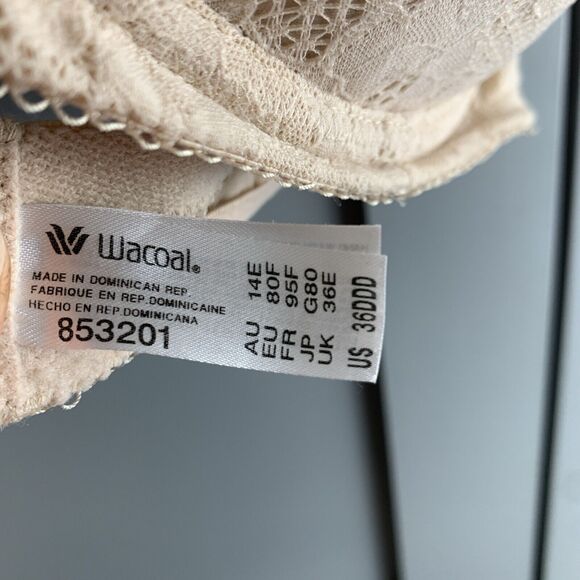 wacoal®
MADE IN DOMINICAN REP.
FABRIQUE EN REP.DOMINICAINE
HECHO EN REP.DOMINICANA
853201
AU 14E
EU 80F
FR 95F
JP G80
UK 36E
US 36DDD